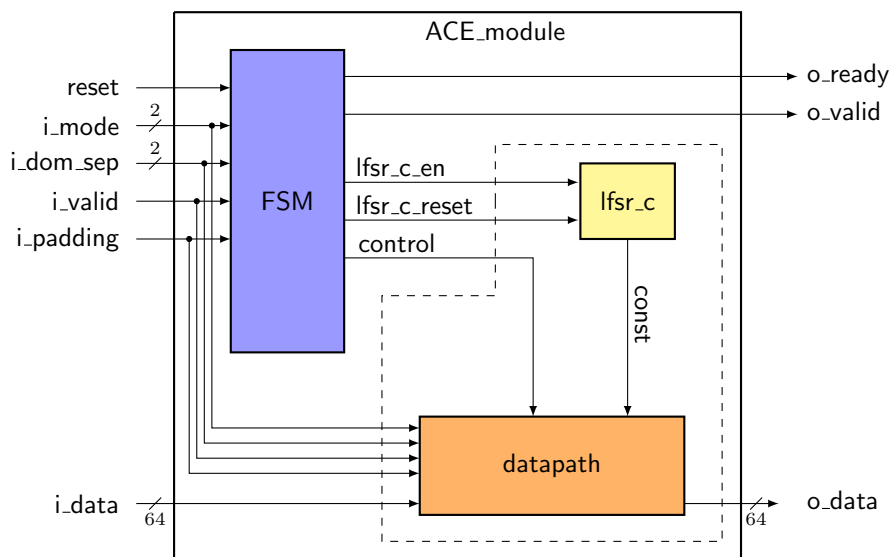 ACE_module
reset
i_mode
2
i_dom_sep
2
i_valid
i_padding
FSM
o_ready
o_valid
lfsr_c_en
lfsr_c_reset
control
lfsr_c
const
datapath
i_data
64
o_data
64